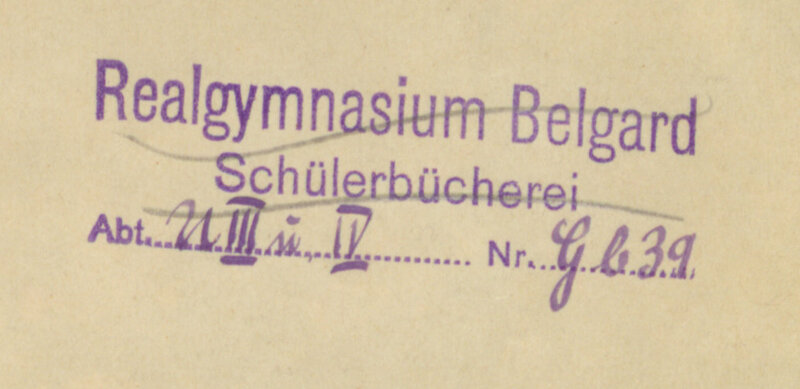 Realgymnasium Belgard
Schülerbücherei
Abt. U III u. IV Nr. G b 39